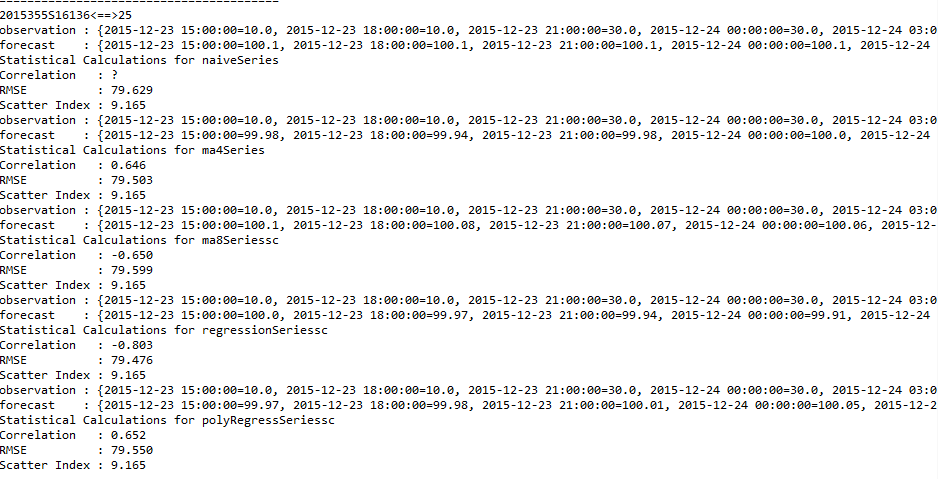 ----------------------------------------
2015355S16136<==>25
observation : {2015-12-23 15:00:00=10.0, 2015-12-23 18:00:00=10.0, 2015-12-23 21:00:00=30.0, 2015-12-24 00:00:00=30.0, 2015-12-24 03:0
forecast    : {2015-12-23 15:00:00=100.1, 2015-12-23 18:00:00=100.1, 2015-12-23 21:00:00=100.1, 2015-12-24 00:00:00=100.1, 2015-12-24
Statistical Calculations for naiveSeries
Correlation   : ?
RMSE          : 79.629
Scatter Index : 9.165
observation : {2015-12-23 15:00:00=10.0, 2015-12-23 18:00:00=10.0, 2015-12-23 21:00:00=30.0, 2015-12-24 00:00:00=30.0, 2015-12-24 03:0
forecast    : {2015-12-23 15:00:00=99.98, 2015-12-23 18:00:00=99.94, 2015-12-23 21:00:00=99.98, 2015-12-24 00:00:00=100.0, 2015-12-24
Statistical Calculations for ma4Series
Correlation   : 0.646
RMSE          : 79.503
Scatter Index : 9.165
observation : {2015-12-23 15:00:00=10.0, 2015-12-23 18:00:00=10.0, 2015-12-23 21:00:00=30.0, 2015-12-24 00:00:00=30.0, 2015-12-24 03:0
forecast    : {2015-12-23 15:00:00=100.1, 2015-12-23 18:00:00=100.08, 2015-12-23 21:00:00=100.07, 2015-12-24 00:00:00=100.06, 2015-12-
Statistical Calculations for ma8Seriessc
Correlation   : -0.650
RMSE          : 79.599
Scatter Index : 9.165
observation : {2015-12-23 15:00:00=10.0, 2015-12-23 18:00:00=10.0, 2015-12-23 21:00:00=30.0, 2015-12-24 00:00:00=30.0, 2015-12-24 03:0
forecast    : {2015-12-23 15:00:00=100.0, 2015-12-23 18:00:00=99.97, 2015-12-23 21:00:00=99.94, 2015-12-24 00:00:00=99.91, 2015-12-24
Statistical Calculations for regressionSeriessc
Correlation   : -0.803
RMSE          : 79.476
Scatter Index : 9.165
observation : {2015-12-23 15:00:00=10.0, 2015-12-23 18:00:00=10.0, 2015-12-23 21:00:00=30.0, 2015-12-24 00:00:00=30.0, 2015-12-24 03:0
forecast    : {2015-12-23 15:00:00=99.97, 2015-12-23 18:00:00=99.98, 2015-12-23 21:00:00=100.01, 2015-12-24 00:00:00=100.05, 2015-12-2
Statistical Calculations for polyRegressSeriessc
Correlation   : 0.652
RMSE          : 79.550
Scatter Index : 9.165